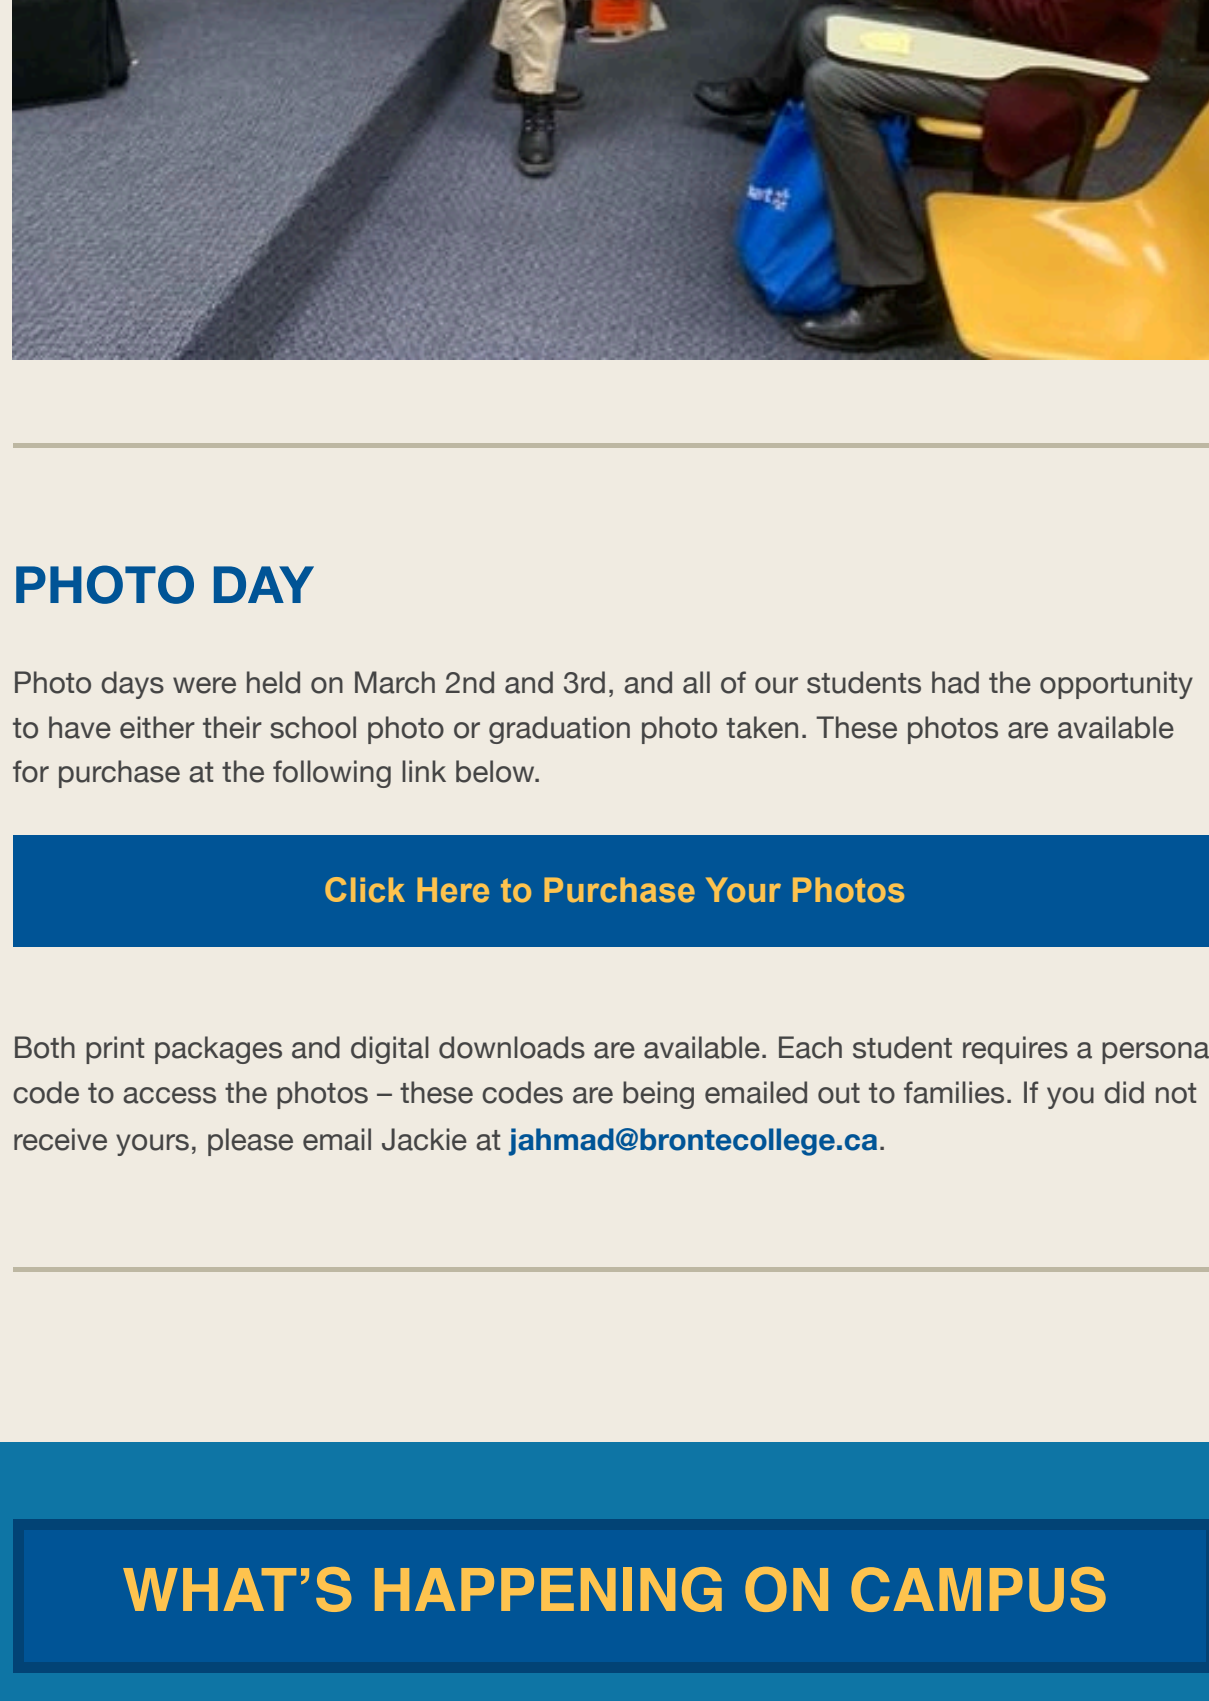 PHOTO DAY
Photo days were held on March 2nd and 3rd, and all of our students had the opportunity
to have either their school photo or graduation photo taken. These photos are available
for purchase at the following link below.
Click Here to Purchase Your Photos
Both print packages and digital downloads are available. Each student requires a persona
code to access the photos – these codes are being emailed out to families. If you did not
receive yours, please email Jackie at jahmad@brontecollege.ca.
WHAT’S HAPPENING ON CAMPUS